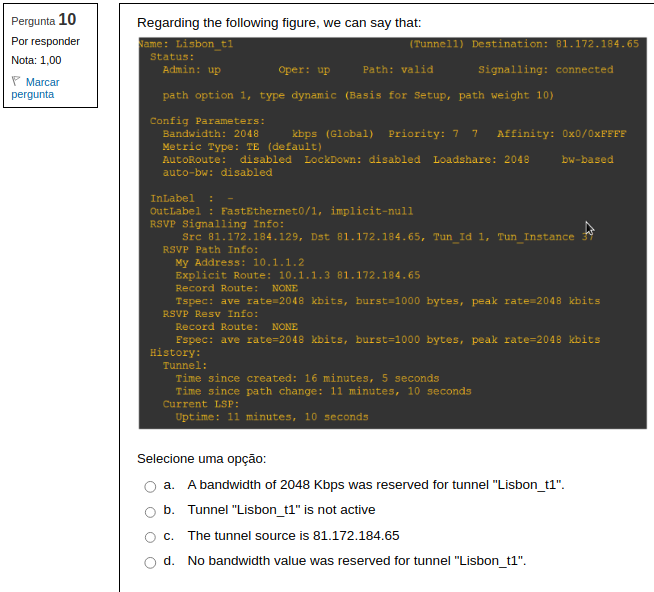 Pergunta 10
Por responder
Nota: 1,00
Marcar
pergunta
Regarding the following figure, we can say that:
Name: Lisbon_t1 (Tunnel1) Destination: 81.172.184.65
Status:
Admin: up Oper: up Path: valid Signalling: connected
path option 1, type dynamic (Basis for Setup, path weight 10)
Config Parameters:
Bandwidth: 2048 kbps (Global) Priority: 7 7 Affinity: 0x0/0xFFFF
Metric Type: TE (default)
AutoRoute: disabled LockDown: disabled Loadshare: 2048 bw-based
auto-bw: disabled
InLabel : -
OutLabel : FastEthernet0/1, implicit-null
RSVP Signalling Info:
Src 81.172.184.129, Dst 81.172.184.65, Tun_Id 1, Tun_Instance 37
RSVP Path Info:
My Address: 10.1.1.2
Explicit Route: 10.1.1.3 81.172.184.65
Record Route: NONE
Tspec: ave rate=2048 kbits, burst=1000 bytes, peak rate=2048 kbits
RSVP Resv Info:
Record Route: NONE
Fspec: ave rate=2048 kbits, burst=1000 bytes, peak rate=2048 kbits
History:
Tunnel:
Time since created: 16 minutes, 5 seconds
Time since path change: 11 minutes, 10 seconds
Current LSP:
Uptime: 11 minutes, 10 seconds
Selecione uma opção:
a. A bandwidth of 2048 Kbps was reserved for tunnel "Lisbon_t1".
b. Tunnel "Lisbon_t1" is not active
c. The tunnel source is 81.172.184.65
d. No bandwidth value was reserved for tunnel "Lisbon_t1".